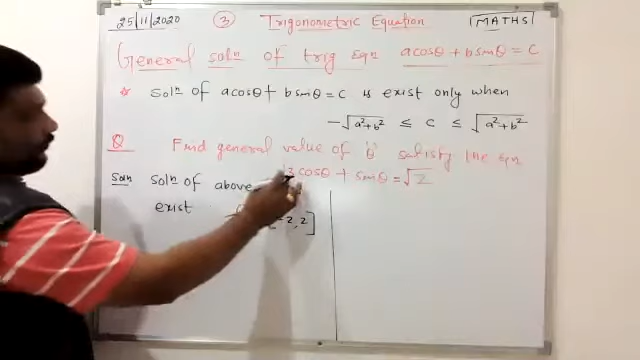 25/11/2020 ③ Trigonometric Equation MATHS
General solⁿ of trig Eqn acosθ + bsinθ = C
* Solⁿ of acosθ + bsinθ = c is exist only when
-√a²+b² ≤ c ≤ √a²+b²
Q Find general value of 'θ' satisfy the eqn
3 cosθ + sinθ = √2
Soln Solⁿ of above
exist -2, 2]